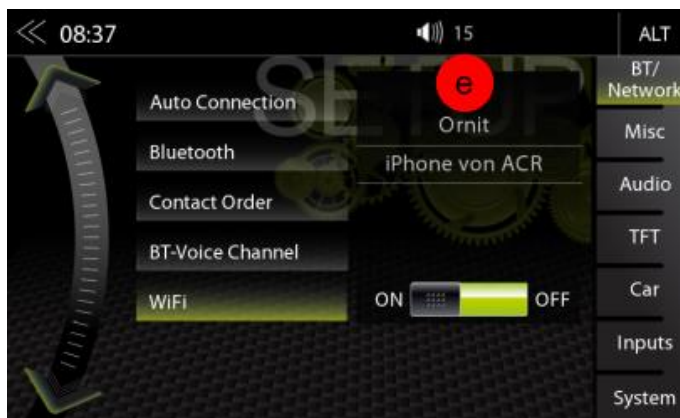 08:37
15
ALT
SETUP
Auto Connection
Bluetooth
Contact Order
BT-Voice Channel
WiFi
e
Ornit
iPhone von ACR
ON
OFF
BT/
Network
Misc
Audio
TFT
Car
Inputs
System